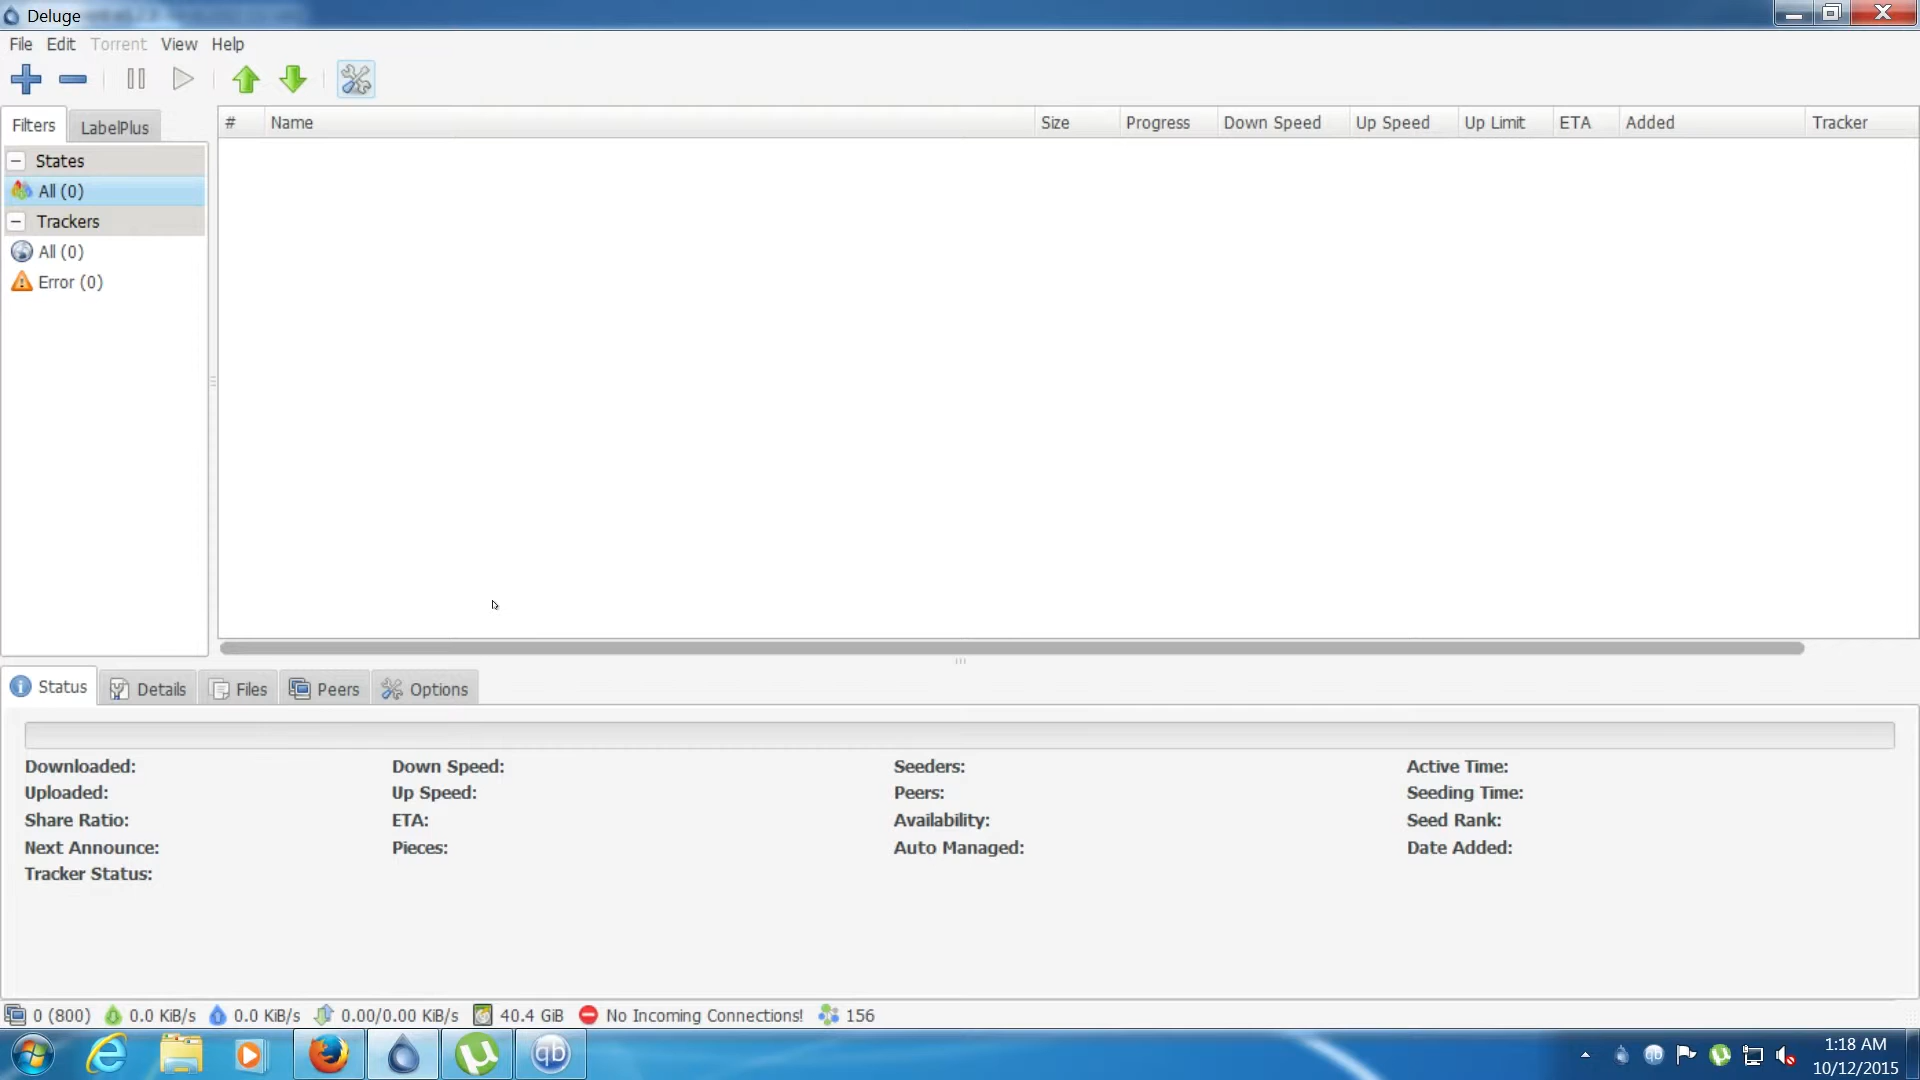 Deluge
File Edit Torrent View Help
Filters LabelPlus
# Name Size Progress Down Speed Up Speed Up Limit ETA Added Tracker
States
All (0)
Trackers
All (0)
Error (0)
Status Details Files Peers Options
Downloaded: Down Speed: Seeders: Active Time:
Uploaded: Up Speed: Peers: Seeding Time:
Share Ratio: ETA: Availability: Seed Rank:
Next Announce: Pieces: Auto Managed: Date Added:
Tracker Status:
0 (800) 0.0 KiB/s 0.0 KiB/s 0.00/0.00 KiB/s 40.4 GiB No Incoming Connections! 156
qb
1:18 AM
10/12/2015